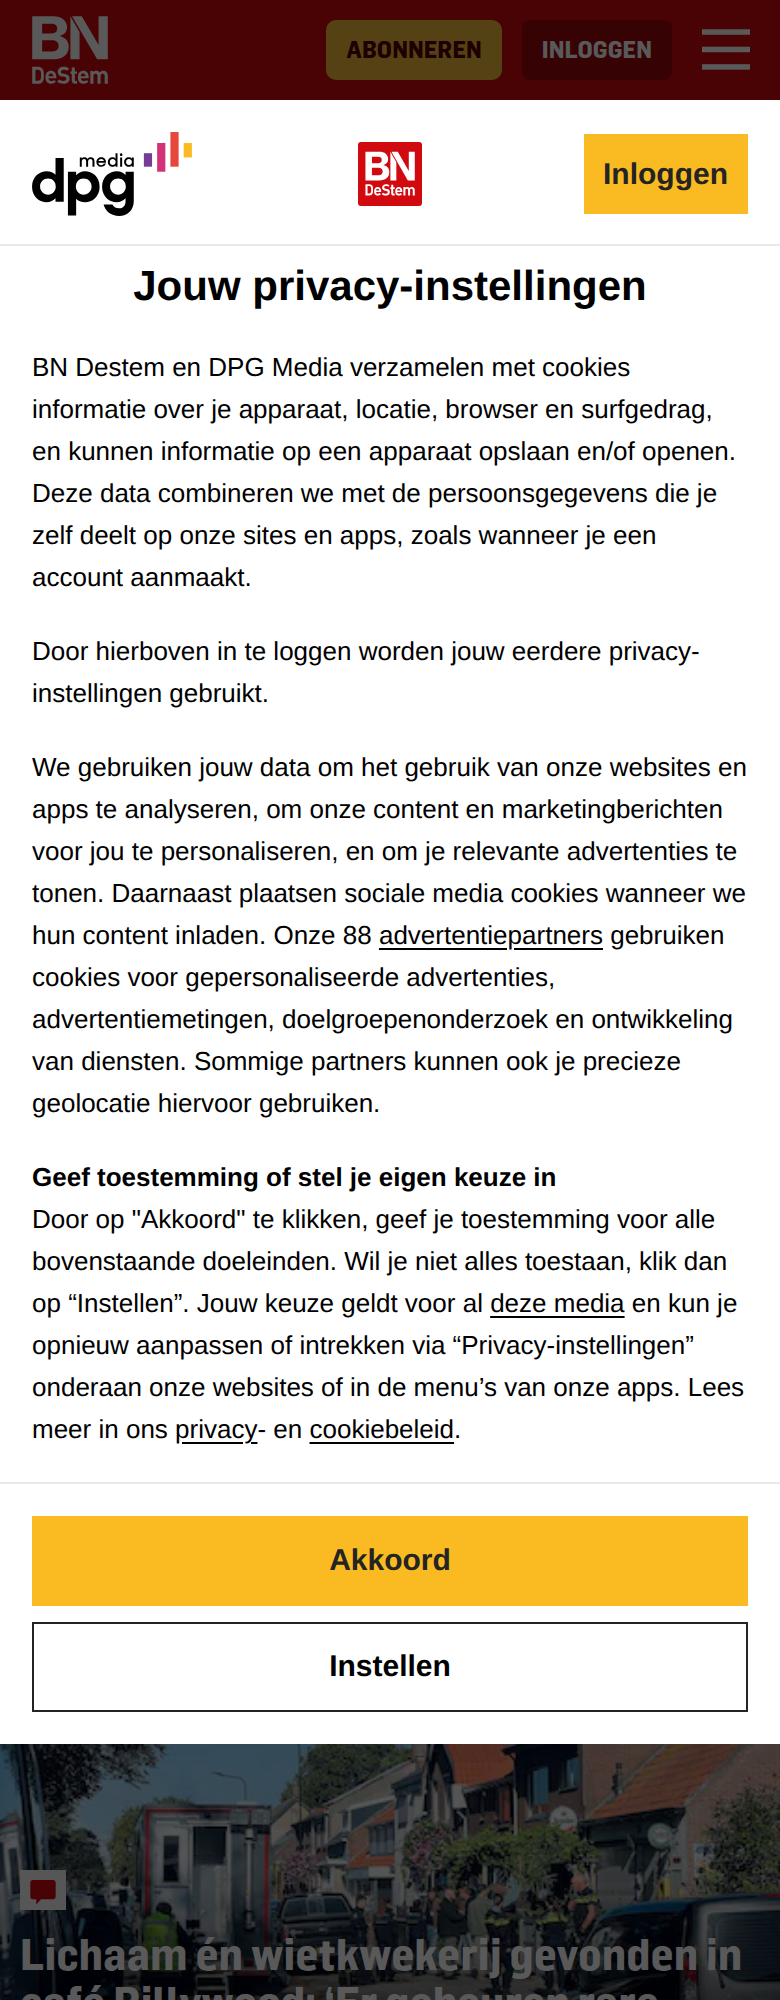 BN
DeStem
ABONNEREN
INLOGGEN
media
dpg
BN
DeStem
Inloggen
Jouw privacy-instellingen
BN Destem en DPG Media verzamelen met cookies
informatie over je apparaat, locatie, browser en surfgedrag,
en kunnen informatie op een apparaat opslaan en/of openen.
Deze data combineren we met de persoonsgegevens die je
zelf deelt op onze sites en apps, zoals wanneer je een
account aanmaakt.
Door hierboven in te loggen worden jouw eerdere privacy-
instellingen gebruikt.
We gebruiken jouw data om het gebruik van onze websites en
apps te analyseren, om onze content en marketingberichten
voor jou te personaliseren, en om je relevante advertenties te
tonen. Daarnaast plaatsen sociale media cookies wanneer we
hun content inladen. Onze 88 advertentiepartners gebruiken
cookies voor gepersonaliseerde advertenties,
advertentiemetingen, doelgroepenonderzoek en ontwikkeling
van diensten. Sommige partners kunnen ook je precieze
geolocatie hiervoor gebruiken.
Geef toestemming of stel je eigen keuze in
Door op "Akkoord" te klikken, geef je toestemming voor alle
bovenstaande doeleinden. Wil je niet alles toestaan, klik dan
op “Instellen”. Jouw keuze geldt voor al deze media en kun je
opnieuw aanpassen of intrekken via “Privacy-instellingen”
onderaan onze websites of in de menu’s van onze apps. Lees
meer in ons privacy- en cookiebeleid.
Akkoord
Instellen
Lichaam én wietkwekerij gevonden in
café Billywood: ‘Er gebeuren rare